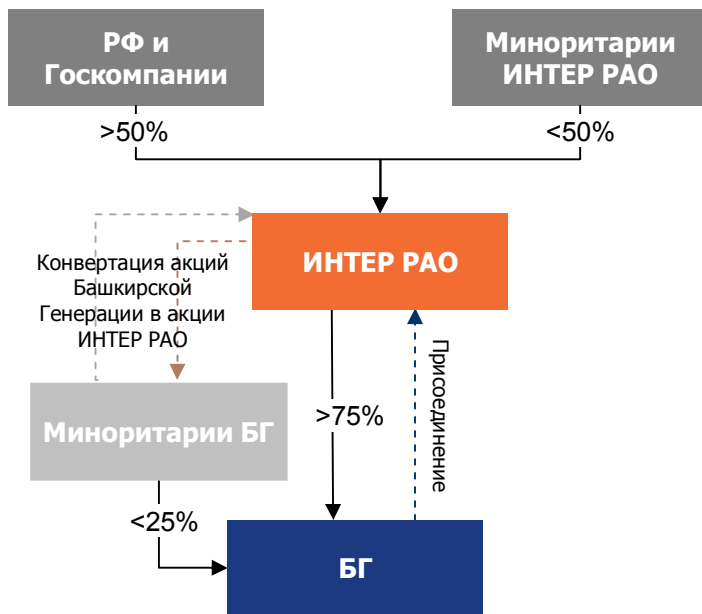 РФ и
Госкомпании
Миноритарии
ИНТЕР РАО
>50%
<50%
ИНТЕР РАО
Конвертация акций
Башкирской
Генерации в акции
ИНТЕР РАО
Присоединение
Миноритарии БГ
>75%
<25%
БГ